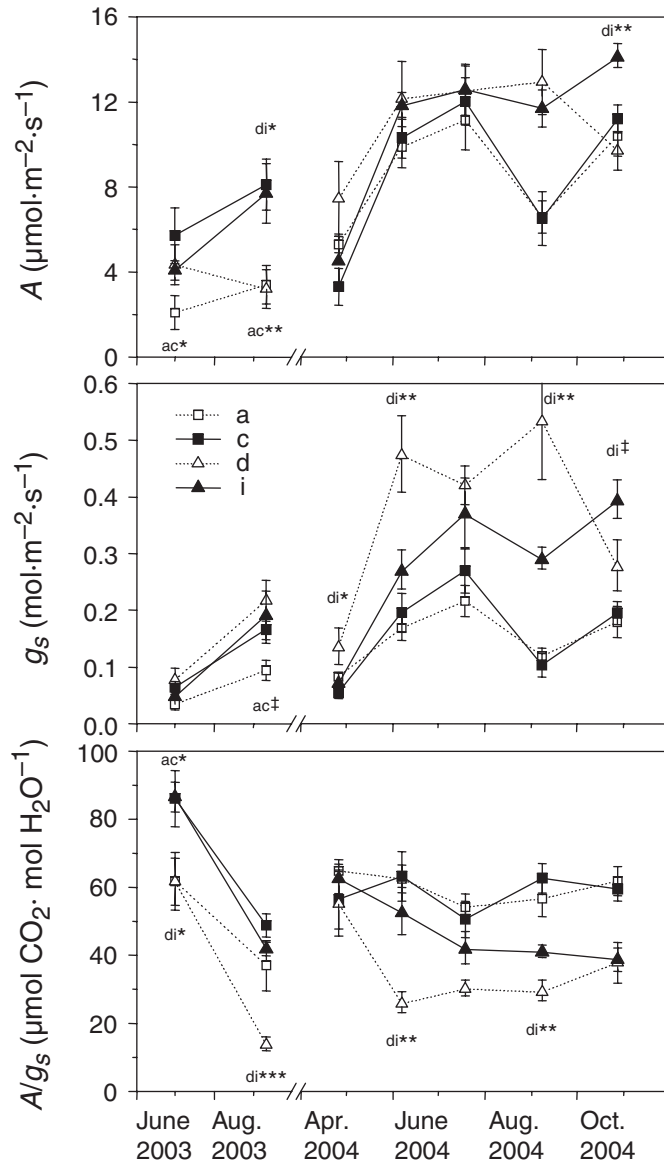 16
12
8
4
0
A (μmol·m−2·s−1)
di*
di**
ac*
ac**
0.6
0.5
0.4
0.3
0.2
0.1
0.0
gs (mol·m−2·s−1)
a
c
d
i
di**
di**
di‡
di*
ac‡
100
80
60
40
20
0
A/gs (μmol CO2· mol H2O−1)
ac*
di*
di***
di**
di**
June Aug. Apr. June Aug. Oct.
2003 2003 2004 2004 2004 2004